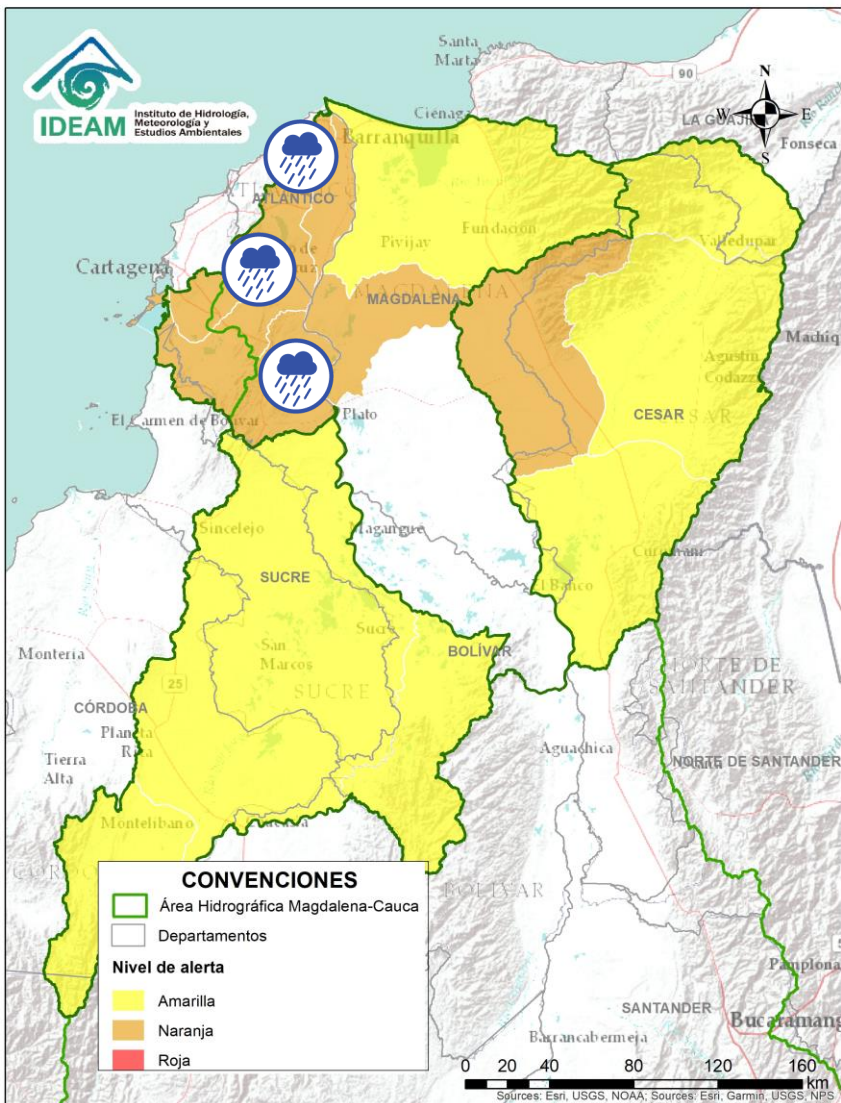 IDEAM
Instituto de Hidrología,
Meteorología y
Estudios Ambientales
Santa
Marta
90
N
W
E
S
LA GUAJIRA
Fonseca
Ciénaga
Barranquilla
ATLÁNTICO
Fundación
Pivijay
Valledupar
Cartagena
MAGDALENA
Agustín
Codazzi
CESAR
El Carmen de Bolívar
Plato
Sincelejo
Magangué
SUCRE
El Banco
San
Marcos
Sucre
BOLÍVAR
Montería
25
SUCRE
NORTE DE
SANTANDER
CÓRDOBA
Planeta
Rica
Aguachica
Tierra
Alta
NORTE DE SANTANDER
Montelíbano
BOLÍVAR
CONVENCIONES
Área Hidrográfica Magdalena-Cauca
Departamentos
Nivel de alerta
Amarilla
Naranja
Roja
Pamplona
SANTANDER
Bucaramang
Barrancabermeja
0 20 40 80 120 160
km
Sources: Esri, USGS, NOAA; Sources: Esri, Garmin, USGS, NPS